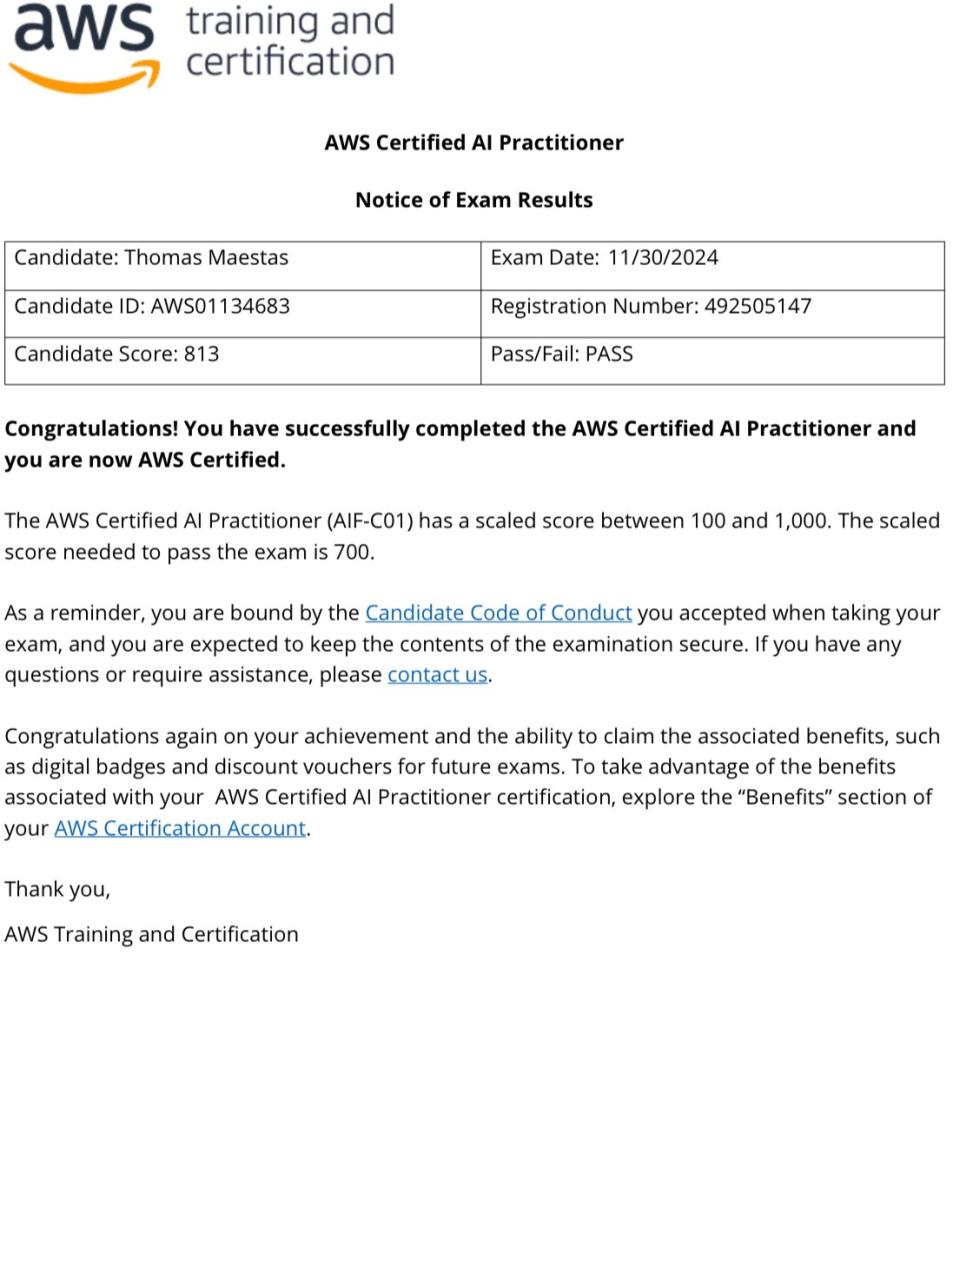 aws training and
certification
AWS Certified AI Practitioner
Notice of Exam Results
Candidate: Thomas Maestas
Exam Date: 11/30/2024
Candidate ID: AWS01134683
Registration Number: 492505147
Candidate Score: 813
Pass/Fail: PASS
Congratulations! You have successfully completed the AWS Certified AI Practitioner and
you are now AWS Certified.
The AWS Certified AI Practitioner (AIF-C01) has a scaled score between 100 and 1,000. The scaled
score needed to pass the exam is 700.
As a reminder, you are bound by the Candidate Code of Conduct you accepted when taking your
exam, and you are expected to keep the contents of the examination secure. If you have any
questions or require assistance, please contact us.
Congratulations again on your achievement and the ability to claim the associated benefits, such
as digital badges and discount vouchers for future exams. To take advantage of the benefits
associated with your  AWS Certified AI Practitioner certification, explore the “Benefits” section of
your AWS Certification Account.
Thank you,
AWS Training and Certification